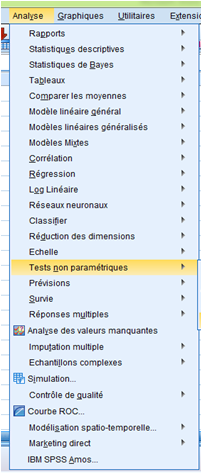 Analyse Graphiques Utilitaires Extensio
Rapports
Statistiques descriptives
Statistiques de Bayes
Tableaux
Comparer les moyennes
Modèle linéaire général
Modèles linéaires généralisés
Modèles Mixtes
Corrélation
Régression
Log Linéaire
Réseaux neuronaux
Classifier
Réduction des dimensions
Echelle
Tests non paramétriques
Prévisions
Survie
Réponses multiples
Analyse des valeurs manquantes
Imputation multiple
Echantillons complexes
Simulation...
Contrôle de qualité
Courbe ROC...
Modélisation spatio-temporelle...
Marketing direct
IBM SPSS Amos...